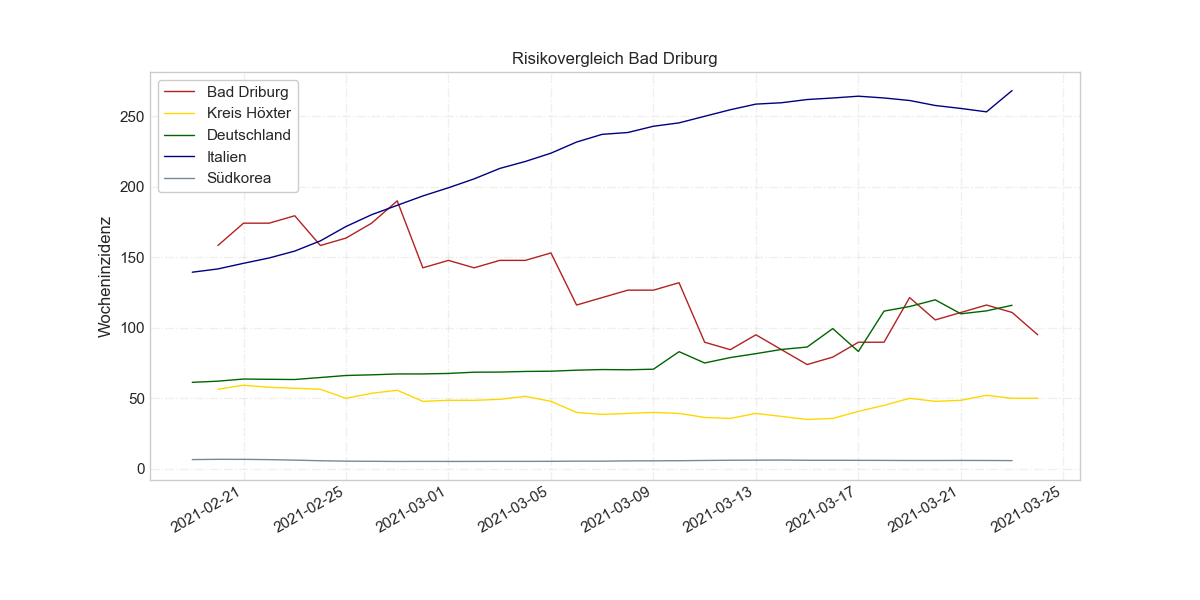 Risikovergleich Bad Driburg
Bad Driburg
Kreis Höxter
Deutschland
Italien
Südkorea
Wocheninzidenz
250
200
150
100
50
0
2021-02-21
2021-02-25
2021-03-01
2021-03-05
2021-03-09
2021-03-13
2021-03-17
2021-03-21
2021-03-25